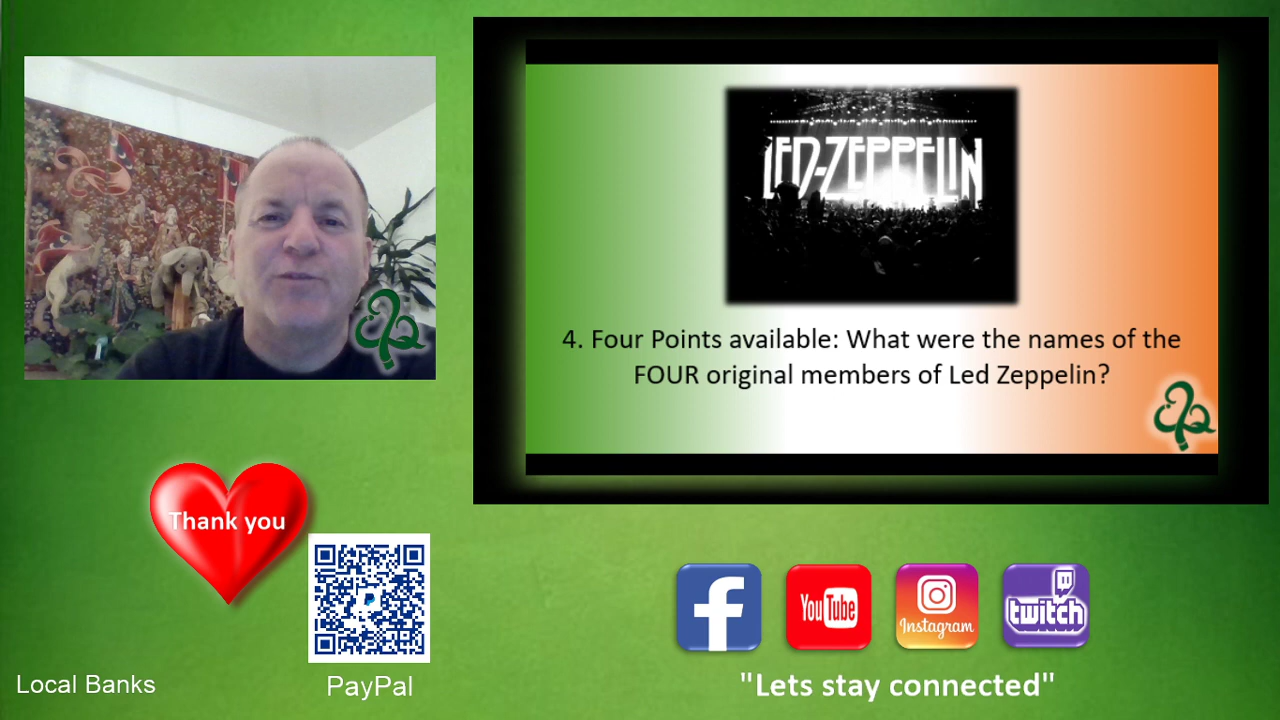 LED-ZEPPELIN
4. Four Points available: What were the names of the
FOUR original members of Led Zeppelin?
Thank you
Local Banks
PayPal
f
You Tube
Instagram
twitch
"Lets stay connected"